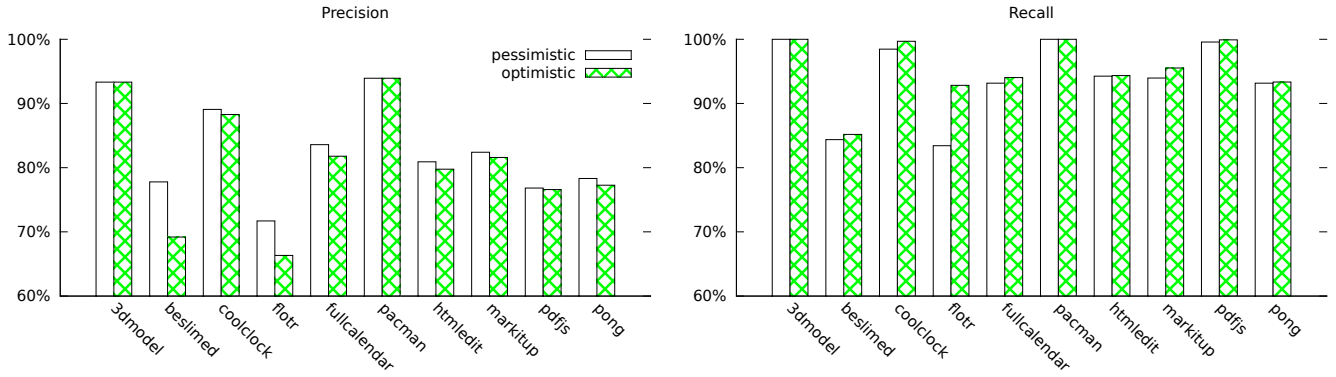 Precision
100%
90%
80%
70%
60%
pessimistic
optimistic
3dmodel
beslimed
coolclock
flotr
fullcalendar
pacman
htmledit
markitup
pdfjs
pong
Recall
100%
90%
80%
70%
60%
3dmodel
beslimed
coolclock
flotr
fullcalendar
pacman
htmledit
markitup
pdfjs
pong